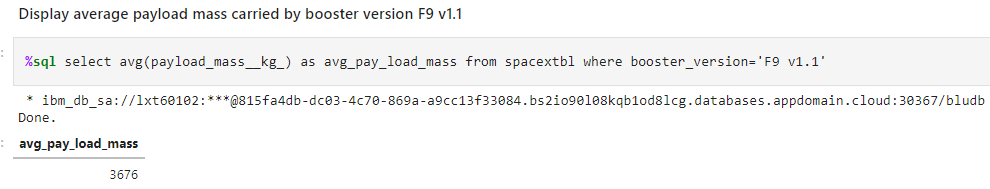 Display average payload mass carried by booster version F9 v1.1
: %sql select avg(payload_mass__kg_) as avg_pay_load_mass from spacextbl where booster_version='F9 v1.1'
* ibm_db_sa://lxt60102:***@815fa4db-dc03-4c70-869a-a9cc13f33084.bs2io90l08kqb1od8lcg.databases.appdomain.cloud:30367/bludb
Done.
: avg_pay_load_mass
3676